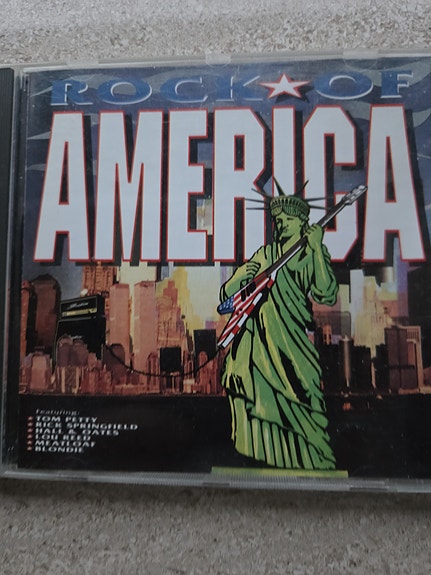 ROCK★OF
AMERICA
Featuring:
★TOM PETTY
★RICK SPRINGFIELD
★HALL & OATES
★LOU REED
★MEATLOAF
★BLONDIE